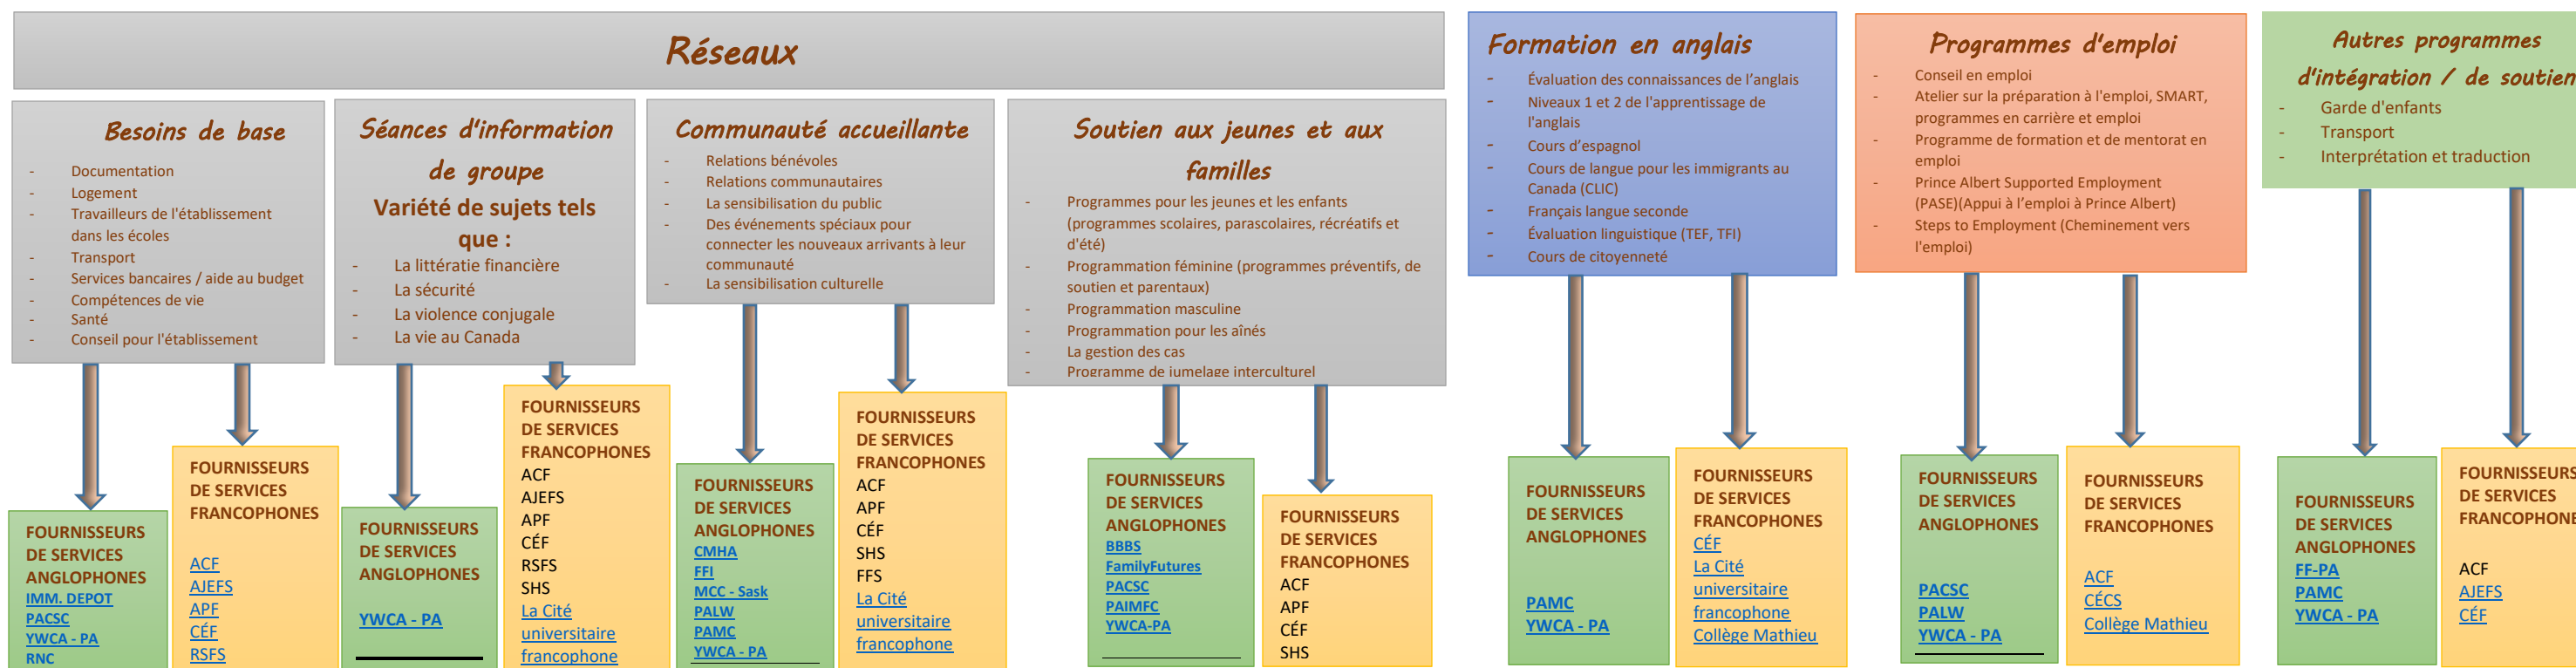 Réseaux
Besoins de base
- Documentation
- Logement
- Travailleurs de l'établissement
dans les écoles
- Transport
- Services bancaires / aide au budget
- Compétences de vie
- Santé
- Conseil pour l'établissement
FOURNISSEURS
DE SERVICES
ANGLOPHONES
IMM. DEPOT
PACSC
YWCA - PA
RNC
FOURNISSEURS
DE SERVICES
FRANCOPHONES
ACF
AJEFS
APF
CÉF
RSFS
Séances d'information
de groupe
Variété de sujets tels
que :
- La littératie financière
- La sécurité
- La violence conjugale
- La vie au Canada
FOURNISSEURS
DE SERVICES
ANGLOPHONES
YWCA - PA
FOURNISSEURS
DE SERVICES
FRANCOPHONES
ACF
AJEFS
APF
CÉF
RSFS
SHS
La Cité
universitaire
francophone
Communauté accueillante
- Relations bénévoles
- Relations communautaires
- La sensibilisation du public
- Des événements spéciaux pour
connecter les nouveaux arrivants à leur
communauté
- La sensibilisation culturelle
FOURNISSEURS
DE SERVICES
ANGLOPHONES
CMHA
FFI
MCC - Sask
PALW
PAMC
YWCA - PA
FOURNISSEURS
DE SERVICES
FRANCOPHONES
ACF
APF
CÉF
SHS
FFS
La Cité
universitaire
francophone
Soutien aux jeunes et aux
familles
- Programmes pour les jeunes et les enfants
(programmes scolaires, parascolaires, récréatifs et
d'été)
- Programmation féminine (programmes préventifs, de
soutien et parentaux)
- Programmation masculine
- Programmation pour les aînés
- La gestion des cas
- Programme de jumelage interculturel
FOURNISSEURS
DE SERVICES
ANGLOPHONES
BBBS
FamilyFutures
PACSC
PAIMFC
YWCA-PA
FOURNISSEURS
DE SERVICES
FRANCOPHONES
ACF
APF
CÉF
SHS
Formation en anglais
- Évaluation des connaissances de l'anglais
- Niveaux 1 et 2 de l'apprentissage de
l'anglais
- Cours d'espagnol
- Cours de langue pour les immigrants au
Canada (CLIC)
- Français langue seconde
- Évaluation linguistique (TEF, TFI)
- Cours de citoyenneté
FOURNISSEURS
DE SERVICES
ANGLOPHONES
PAMC
YWCA - PA
FOURNISSEURS
DE SERVICES
FRANCOPHONES
CÉF
La Cité
universitaire
francophone
Collège Mathieu
Programmes d'emploi
- Conseil en emploi
- Atelier sur la préparation à l'emploi, SMART,
programmes en carrière et emploi
- Programme de formation et de mentorat en
emploi
- Prince Albert Supported Employment
(PASE)(Appui à l'emploi à Prince Albert)
- Steps to Employment (Cheminement vers
l'emploi)
FOURNISSEURS
DE SERVICES
ANGLOPHONES
PACSC
PALW
YWCA - PA
FOURNISSEURS
DE SERVICES
FRANCOPHONES
ACF
CÉCS
Collège Mathieu
Autres programmes
d'intégration / de soutien
- Garde d'enfants
- Transport
- Interprétation et traduction
FOURNISSEURS
DE SERVICES
ANGLOPHONES
FF-PA
PAMC
YWCA - PA
FOURNISSEURS
DE SERVICES
FRANCOPHONE
ACF
AJEFS
CÉF